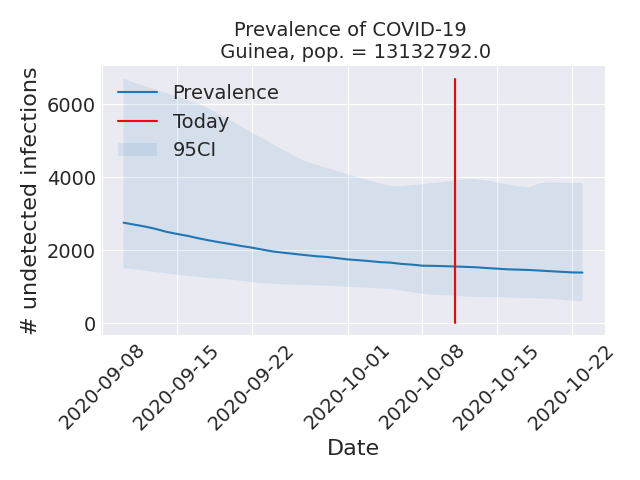 Prevalence of COVID-19
Guinea, pop. = 13132792.0
# undetected infections
6000
4000
2000
0
Prevalence
Today
95CI
2020-09-08
2020-09-15
2020-09-22
2020-10-01
2020-10-08
2020-10-15
2020-10-22
Date